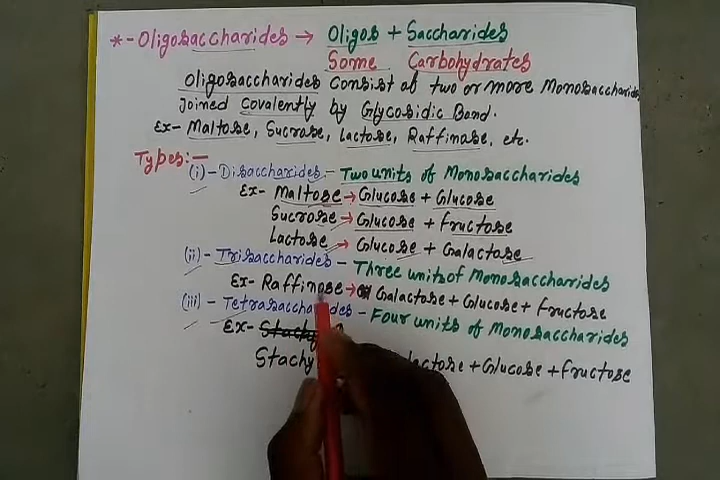 *-Oligosaccharides → Oligos + Saccharides
Some Carbohydrates
Oligosaccharides consist of two or more Monosaccharides
Joined Covalently by Glycosidic Bond.
Ex- Maltose, Sucrose, Lactose, Raffinose, etc.
Types:-
(i)- Disaccharides - Two units of Monosaccharides
Ex- Maltose → Glucose + Glucose
Sucrose → Glucose + Fructose
Lactose → Glucose + Galactose
(ii)- Trisaccharides - Three units of Monosaccharides
Ex- Raffinose → Galactose + Glucose + Fructose
(iii) - Tetrasaccharides - Four units of Monosaccharides
Ex-
Stachy lactose + Glucose + Fructose